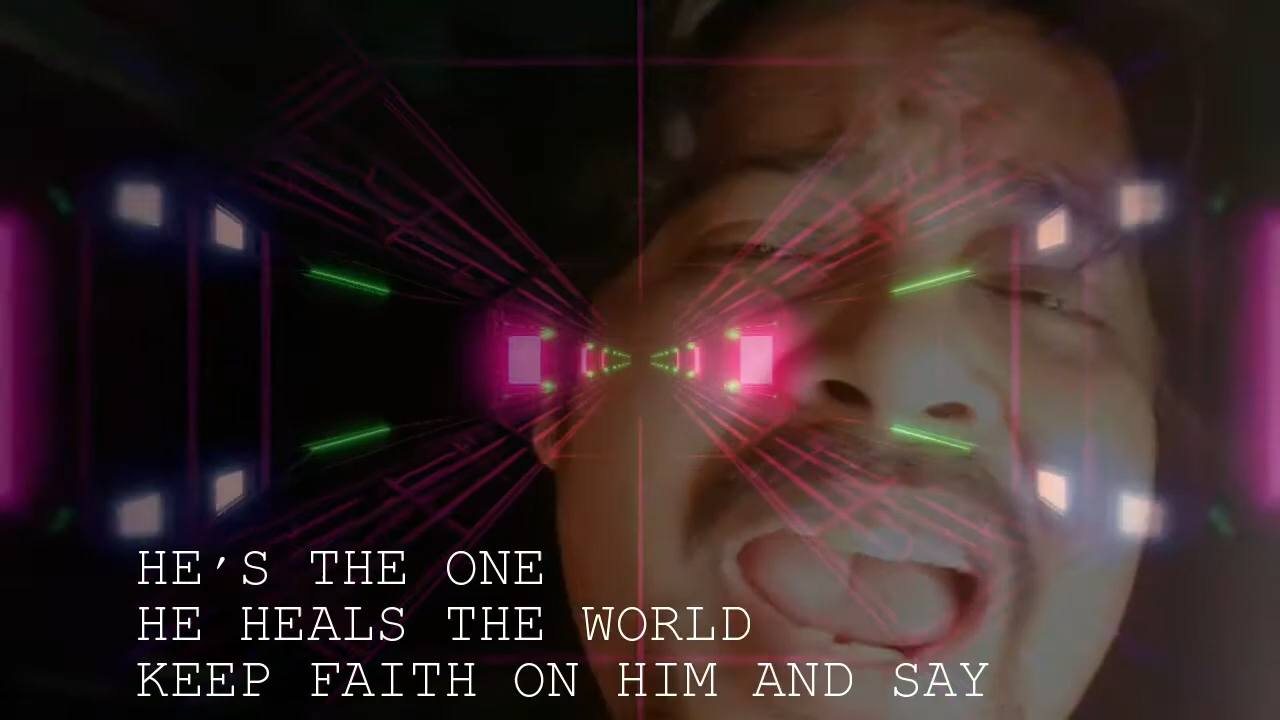 HE'S THE ONE
HE HEALS THE WORLD
KEEP FAITH ON HIM AND SAY